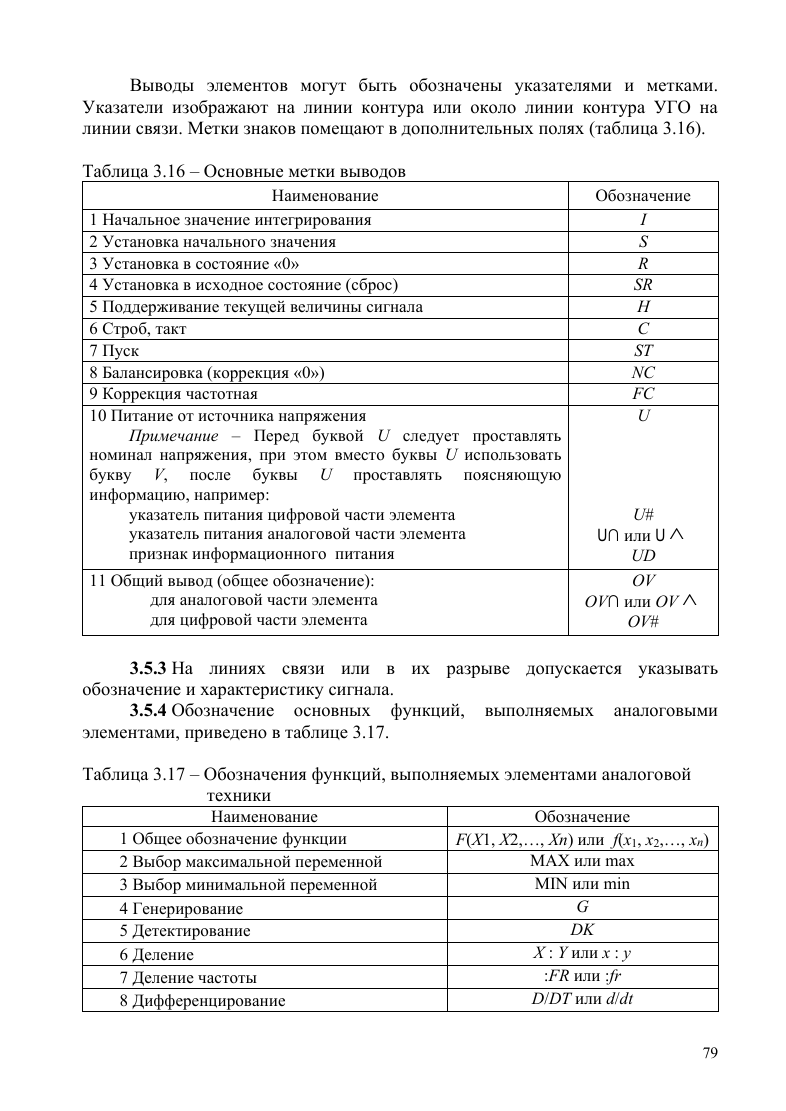 Выводы элементов могут быть обозначены указателями и метками.
Указатели изображают на линии контура или около линии контура УГО на
линии связи. Метки знаков помещают в дополнительных полях (таблица 3.16).
Таблица 3.16 – Основные метки выводов
Наименование Обозначение
1 Начальное значение интегрирования I
2 Установка начального значения S
3 Установка в состояние «0» R
4 Установка в исходное состояние (сброс) SR
5 Поддерживание текущей величины сигнала H
6 Строб, такт C
7 Пуск ST
8 Балансировка (коррекция «0») NC
9 Коррекция частотная FC
10 Питание от источника напряжения U
Примечание – Перед буквой U следует проставлять
номинал напряжения, при этом вместо буквы U использовать
букву V, после буквы U проставлять поясняющую
информацию, например:
указатель питания цифровой части элемента U#
указатель питания аналоговой части элемента U∩ или U ∧
признак информационного питания UD
11 Общий вывод (общее обозначение): OV
для аналоговой части элемента OV∩ или OV ∧
для цифровой части элемента OV#
3.5.3 На линиях связи или в их разрыве допускается указывать
обозначение и характеристику сигнала.
3.5.4 Обозначение основных функций, выполняемых аналоговыми
элементами, приведено в таблице 3.17.
Таблица 3.17 – Обозначения функций, выполняемых элементами аналоговой
техники
Наименование Обозначение
1 Общее обозначение функции F(X1, X2,…, Xn) или f(x₁, x₂,…, xₙ)
2 Выбор максимальной переменной MAX или max
3 Выбор минимальной переменной MIN или min
4 Генерирование G
5 Детектирование DK
6 Деление X : Y или x : y
7 Деление частоты :FR или :fr
8 Дифференцирование D/DT или d/dt
79